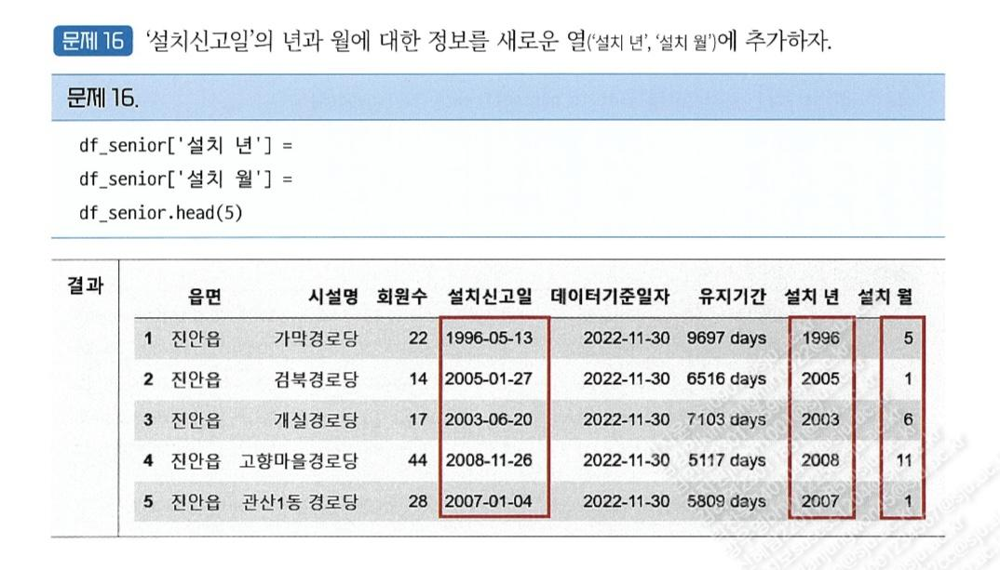 문제 16 '설치신고일'의 년과 월에 대한 정보를 새로운 열('설치 년', '설치 월')에 추가하자.
문제 16.
df_senior['설치 년'] =
df_senior['설치 월'] =
df_senior.head(5)
결과
읍면 시설명 회원수 설치신고일 데이터기준일자 유지기간 설치 년 설치 월
1 진안읍 가막경로당 22 1996-05-13 2022-11-30 9697 days 1996 5
2 진안읍 검북경로당 14 2005-01-27 2022-11-30 6516 days 2005 1
3 진안읍 개실경로당 17 2003-06-20 2022-11-30 7103 days 2003 6
4 진안읍 고향마을경로당 44 2008-11-26 2022-11-30 5117 days 2008 11
5 진안읍 관산1동 경로당 28 2007-01-04 2022-11-30 5809 days 2007 1